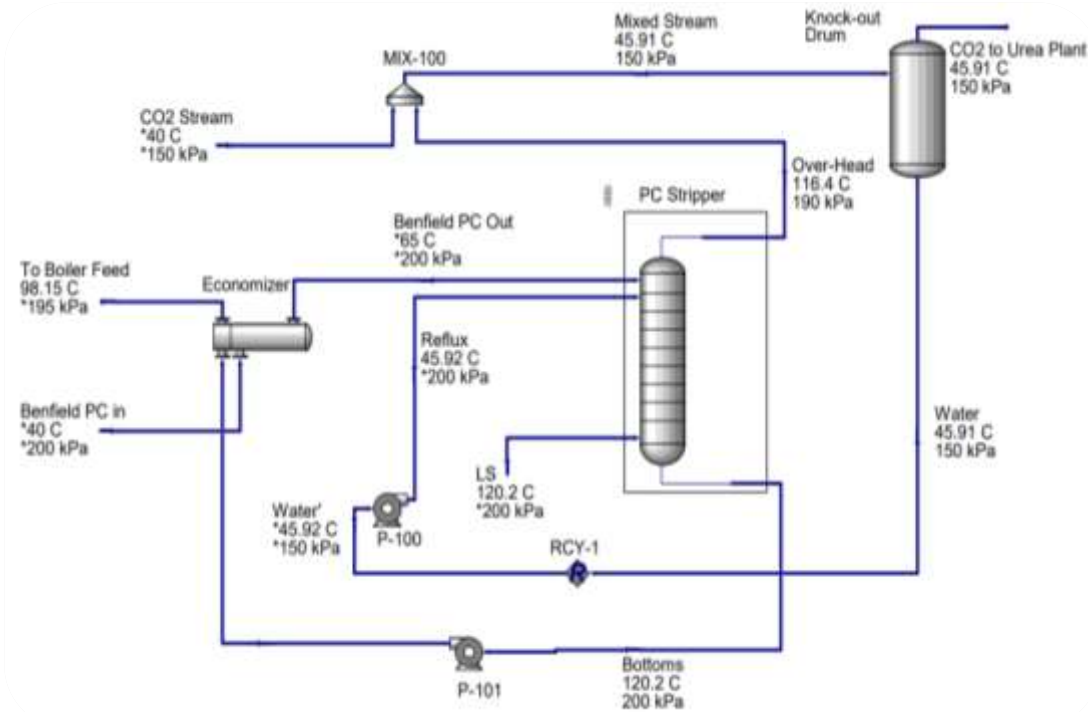 Mixed Stream
45.91 C
150 kPa
Knock-out
Drum
CO2 to Urea Plant
45.91 C
150 kPa
MIX-100
CO2 Stream
*40 C
*150 kPa
Over-Head
116.4 C
190 kPa
PC Stripper
Benfield PC Out
*65 C
*200 kPa
To Boiler Feed
98.15 C
*195 kPa
Economizer
Reflux
45.92 C
*200 kPa
Benfield PC in
*40 C
*200 kPa
Water
45.91 C
150 kPa
LS
120.2 C
*200 kPa
Water'
*45.92 C
*150 kPa
P-100
RCY-1
R
P-101
Bottoms
120.2 C
200 kPa